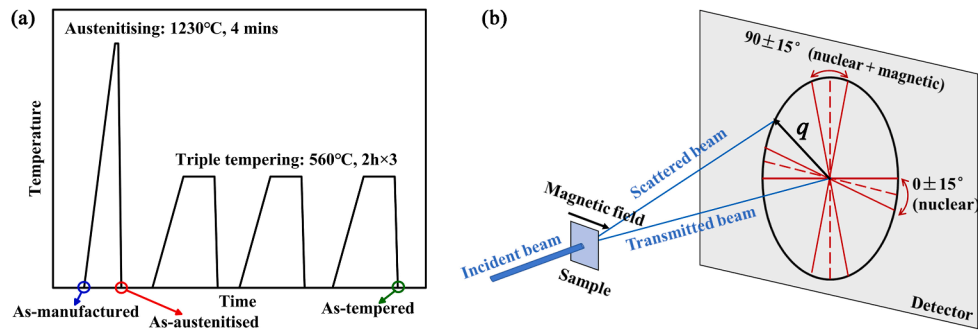 (a)
Austenitising: 1230℃, 4 mins
Triple tempering: 560℃, 2h×3
Temperature
Time
As-manufactured
As-austenitised
As-tempered
(b)
90±15° (nuclear + magnetic)
q
0±15°
(nuclear)
Scattered beam
Magnetic field
Transmitted beam
Incident beam
Sample
Detector